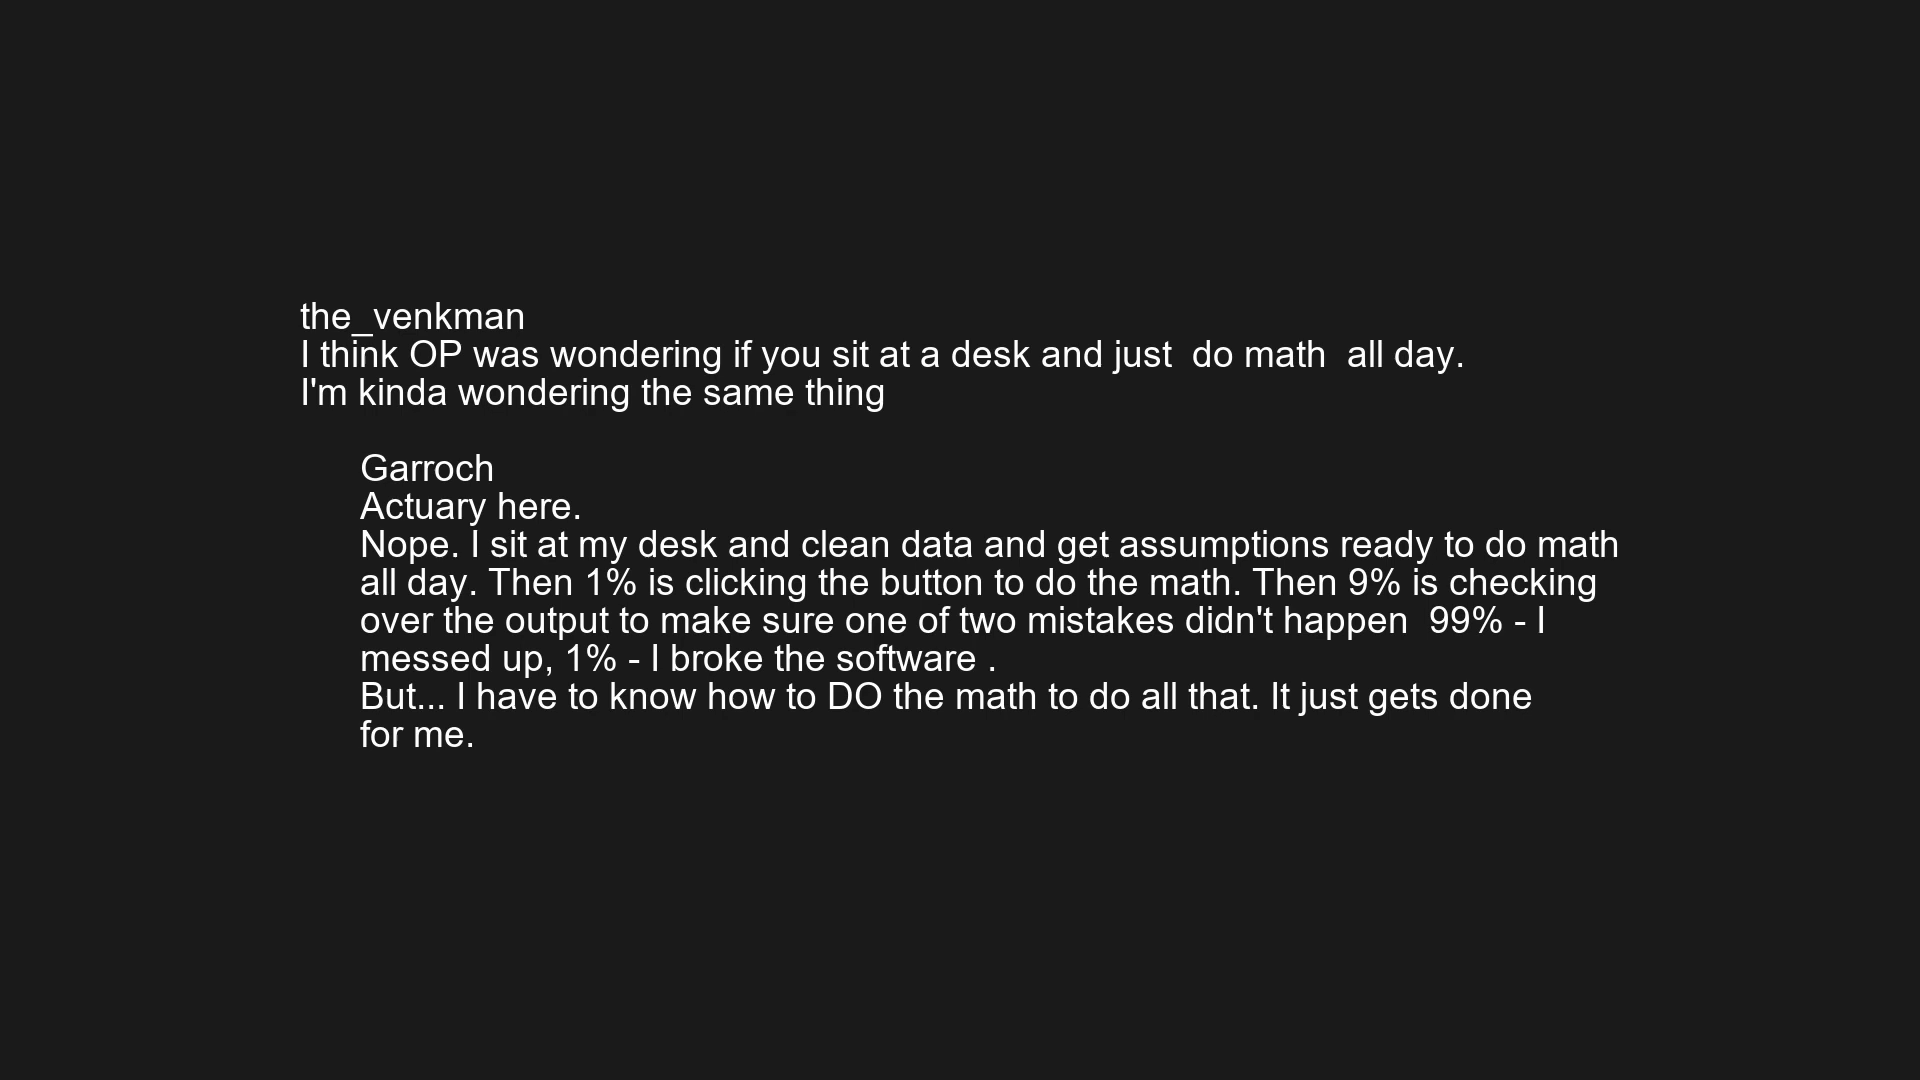 the_venkman
I think OP was wondering if you sit at a desk and just  do math  all day.
I'm kinda wondering the same thing
Garroch
Actuary here.
Nope. I sit at my desk and clean data and get assumptions ready to do math
all day. Then 1% is clicking the button to do the math. Then 9% is checking
over the output to make sure one of two mistakes didn't happen  99% - I
messed up, 1% - I broke the software .
But... I have to know how to DO the math to do all that. It just gets done
for me.